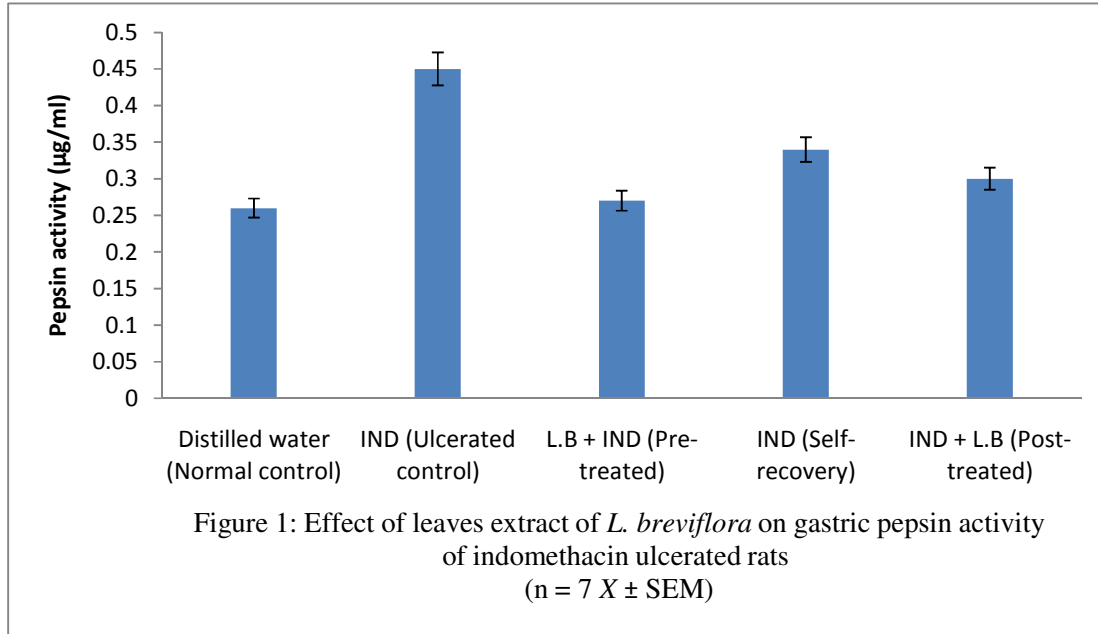 Pepsin activity (µg/ml)
0.5
0.45
0.4
0.35
0.3
0.25
0.2
0.15
0.1
0.05
0
Distilled water
(Normal control)
IND (Ulcerated
control)
L.B + IND (Pre-
treated)
IND (Self-
recovery)
IND + L.B (Post-
treated)
Figure 1: Effect of leaves extract of L. breviflora on gastric pepsin activity
of indomethacin ulcerated rats
(n = 7 X ± SEM)